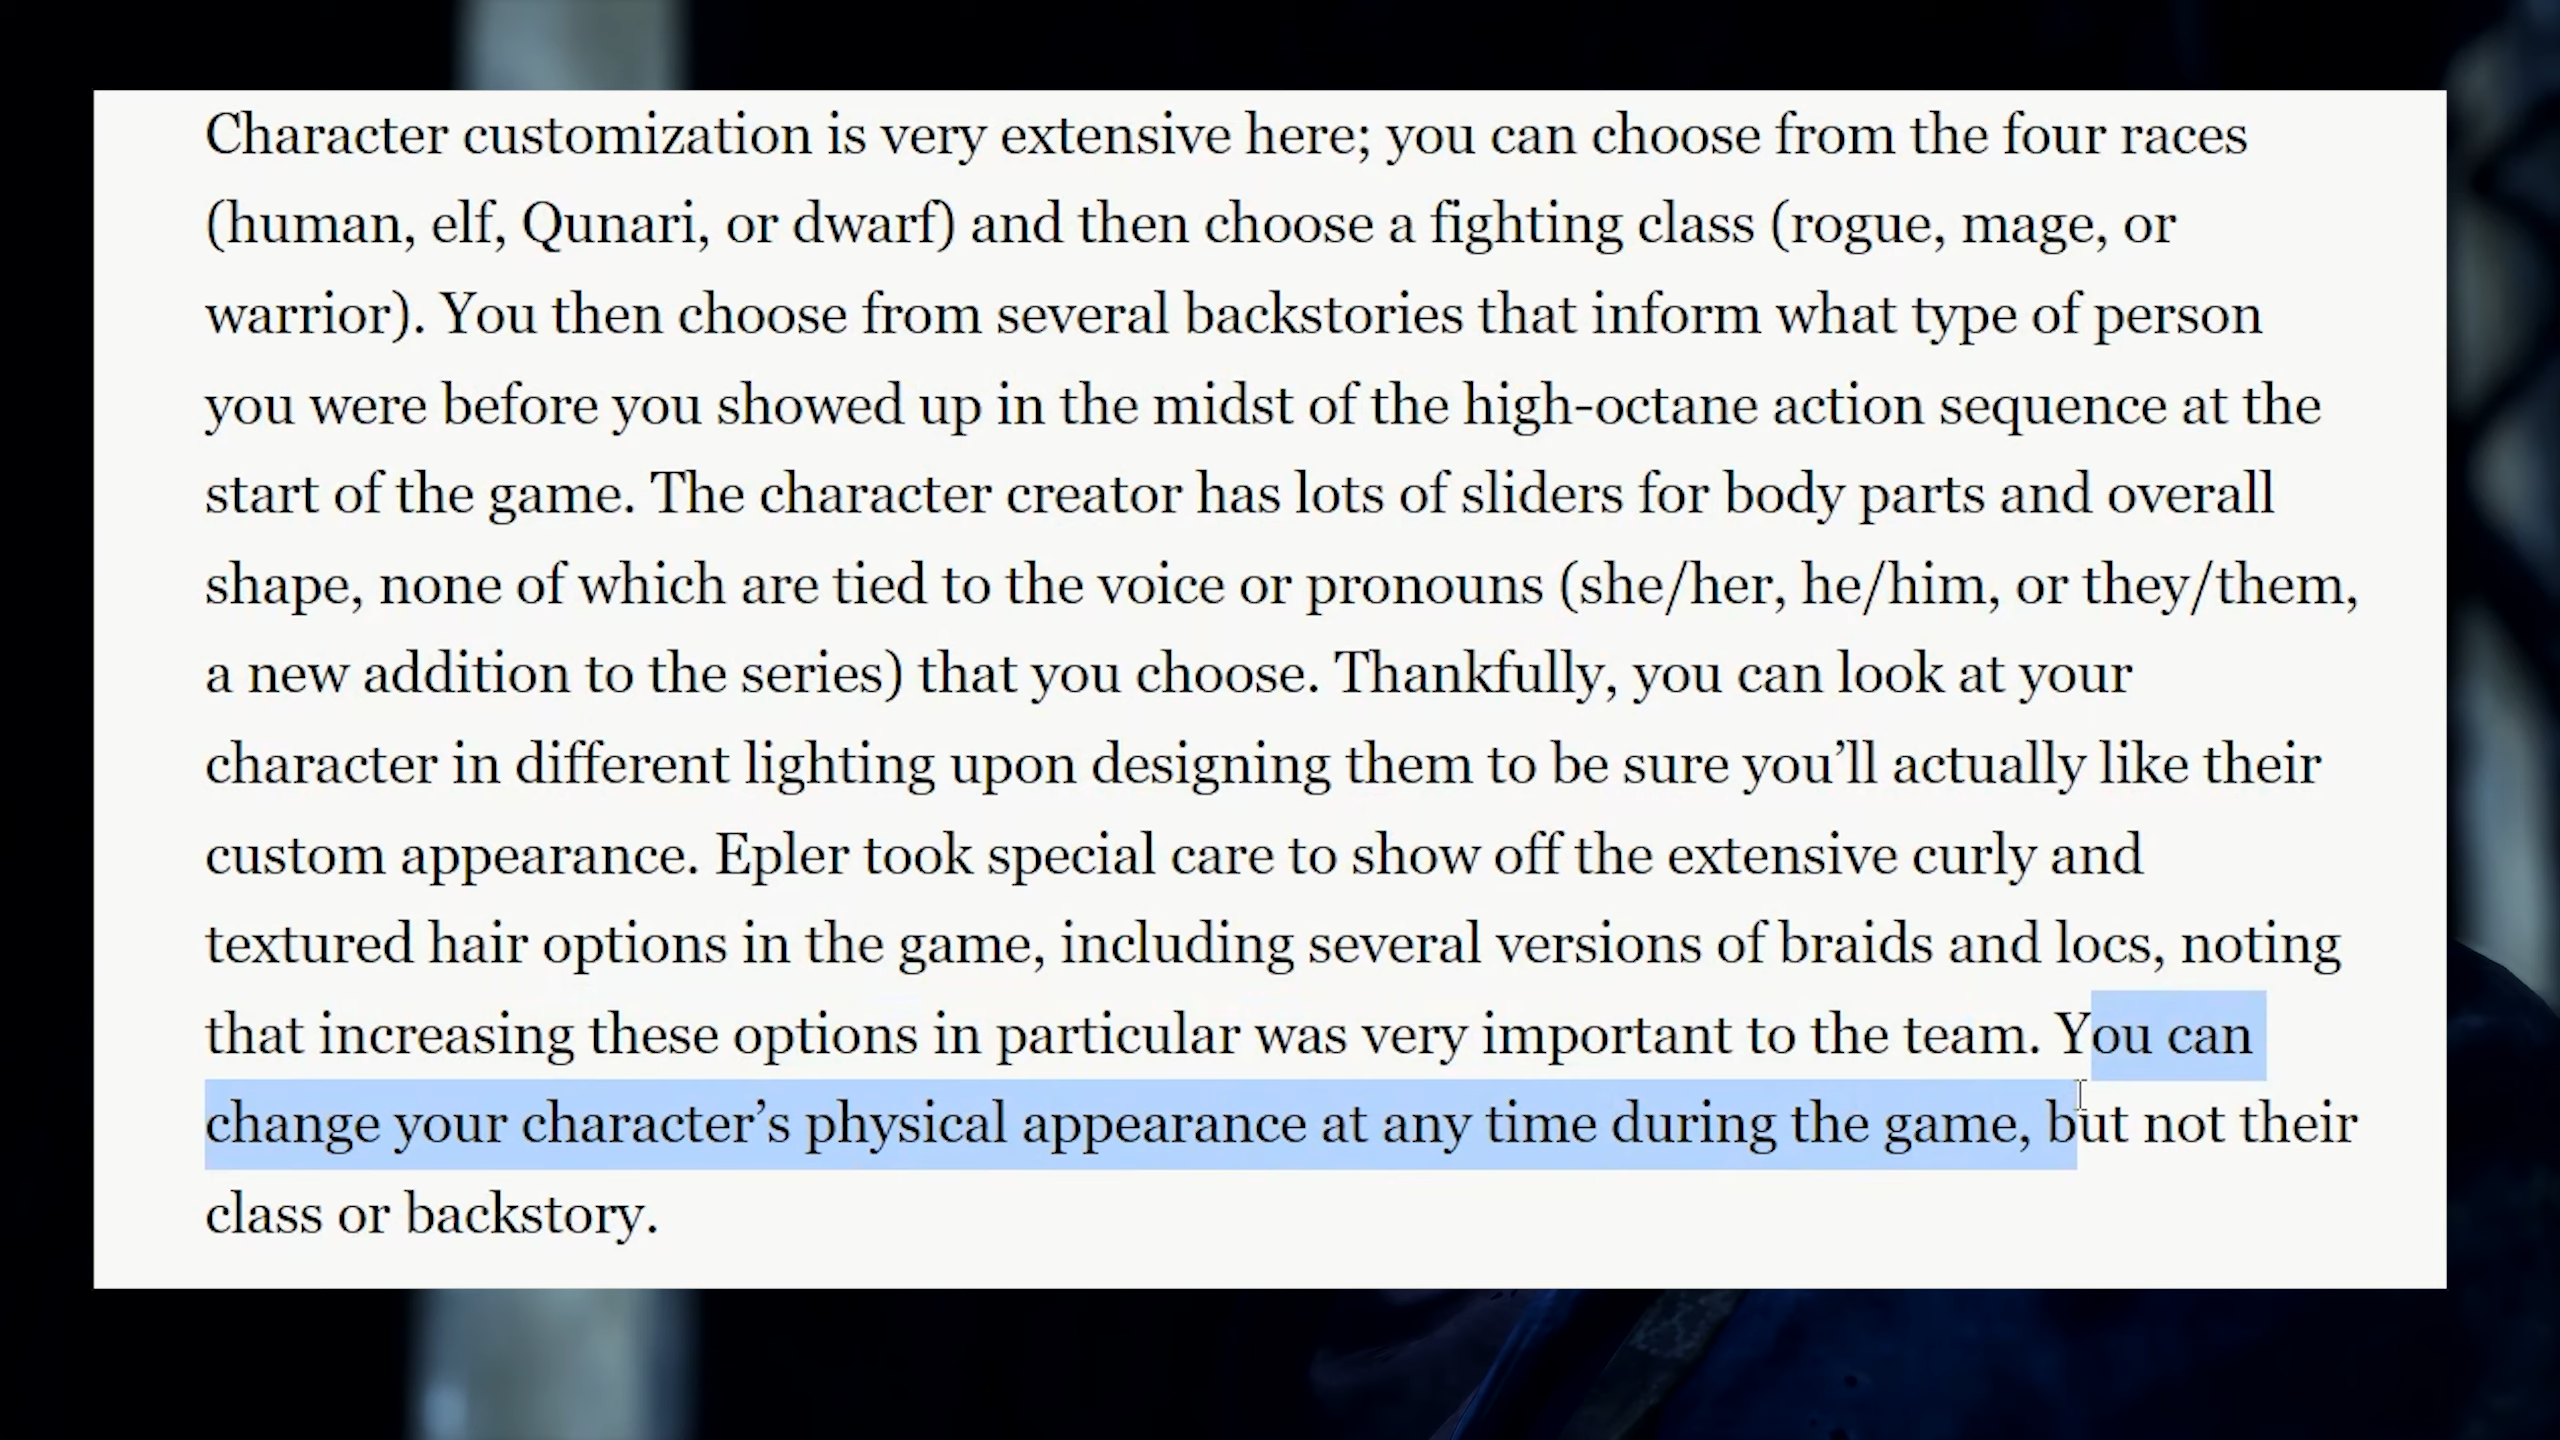 Character customization is very extensive here; you can choose from the four races
(human, elf, Qunari, or dwarf) and then choose a fighting class (rogue, mage, or
warrior). You then choose from several backstories that inform what type of person
you were before you showed up in the midst of the high-octane action sequence at the
start of the game. The character creator has lots of sliders for body parts and overall
shape, none of which are tied to the voice or pronouns (she/her, he/him, or they/them,
a new addition to the series) that you choose. Thankfully, you can look at your
character in different lighting upon designing them to be sure you’ll actually like their
custom appearance. Epler took special care to show off the extensive curly and
textured hair options in the game, including several versions of braids and locs, noting
that increasing these options in particular was very important to the team. You can
change your character’s physical appearance at any time during the game, but not their
class or backstory.